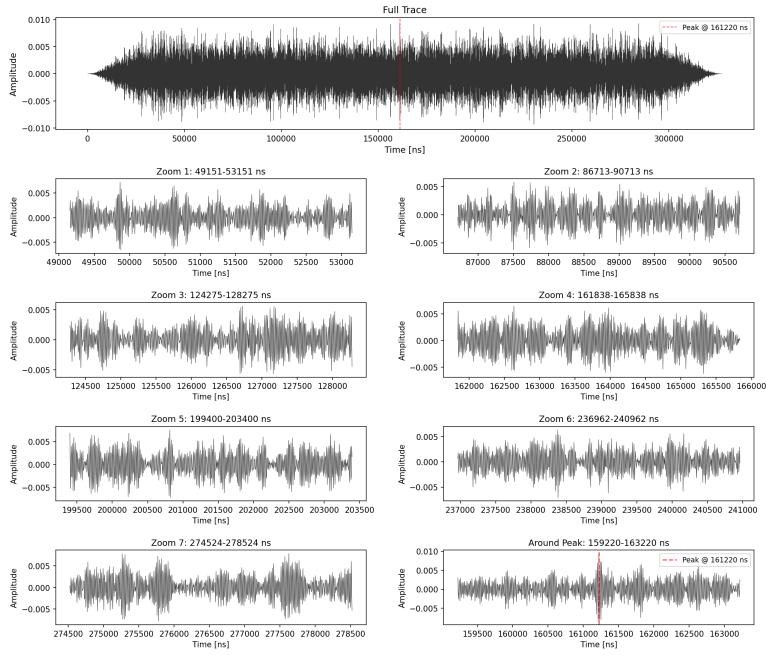 Full Trace
Amplitude
0.010
0.005
0.000
−0.005
−0.010
Peak @ 161220 ns
0 50000 100000 150000 200000 250000 300000
Time [ns]
Zoom 1: 49151-53151 ns
Amplitude
0.005
0.000
−0.005
49000 49500 50000 50500 51000 51500 52000 52500 53000
Time [ns]
Zoom 2: 86713-90713 ns
Amplitude
0.005
0.000
−0.005
87000 87500 88000 88500 89000 89500 90000 90500
Time [ns]
Zoom 3: 124275-128275 ns
Amplitude
0.005
0.000
−0.005
124500 125000 125500 126000 126500 127000 127500 128000
Time [ns]
Zoom 4: 161838-165838 ns
Amplitude
0.005
0.000
−0.005
162000 162500 163000 163500 164000 164500 165000 165500 166000
Time [ns]
Zoom 5: 199400-203400 ns
Amplitude
0.005
0.000
−0.005
199500 200000 200500 201000 201500 202000 202500 203000 203500
Time [ns]
Zoom 6: 236962-240962 ns
Amplitude
0.005
0.000
−0.005
237000 237500 238000 238500 239000 239500 240000 240500 241000
Time [ns]
Zoom 7: 274524-278524 ns
Amplitude
0.005
0.000
−0.005
274500 275000 275500 276000 276500 277000 277500 278000 278500
Time [ns]
Around Peak: 159220-163220 ns
Amplitude
0.010
0.005
0.000
−0.005
Peak @ 161220 ns
159500 160000 160500 161000 161500 162000 162500 163000
Time [ns]